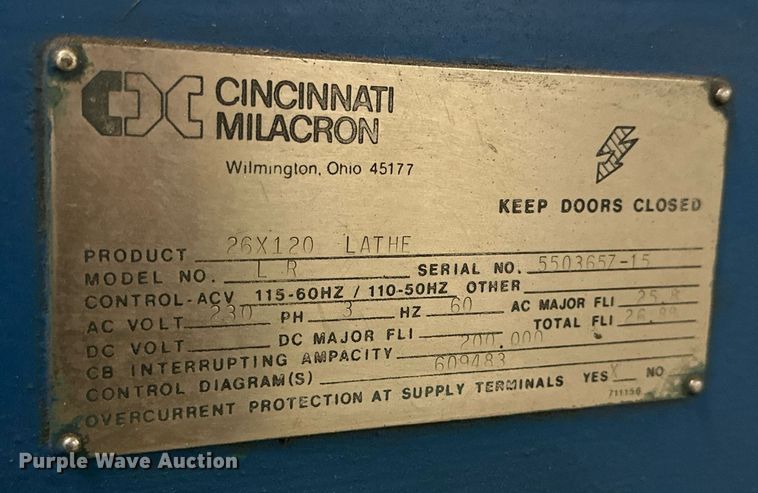 CINCINNATI
MILACRON
Wilmington, Ohio 45177
KEEP DOORS CLOSED
PRODUCT 26X120 LATHE
MODEL NO. L R SERIAL NO. 5503657-15
CONTROL-ACV 115-60HZ / 110-50HZ OTHER
AC VOLT 230 PH 3 HZ 60 AC MAJOR FLI 25.8
DC VOLT DC MAJOR FLI TOTAL FLI 26.89
CB INTERRUPTING AMPACITY 200,000
CONTROL DIAGRAM(S) 609483
OVERCURRENT PROTECTION AT SUPPLY TERMINALS YES X NO
711156
Purple Wave Auction